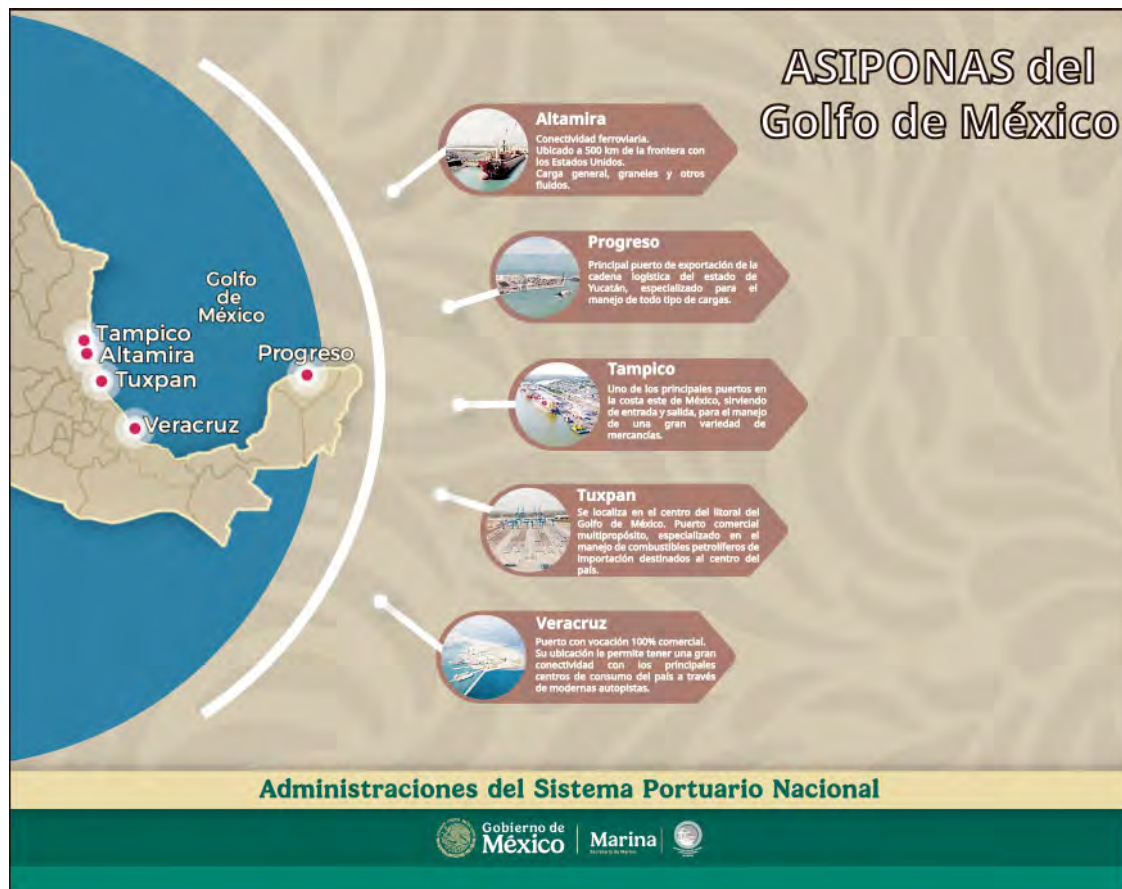 ASIPONAS del
Golfo de México
Altamira
Conectividad ferroviaria.
Ubicado a 500 km de la frontera con
los Estados Unidos.
Carga general, graneles y otros
fluidos.
Progreso
Principal puerto de exportación de la
cadena logística del estado de
Yucatán, especializado para el
manejo de todo tipo de cargas.
Tampico
Uno de los principales puertos en
la costa este de México, sirviendo
de entrada y salida, para el manejo
de una gran variedad de
mercancías.
Tuxpan
Se localiza en el centro del litoral del
Golfo de México. Puerto comercial
multipropósito, especializado en el
manejo de combustibles petrolíferos de
importación destinados al centro del
país.
Veracruz
Puerto con vocación 100% comercial.
Su ubicación le permite tener una gran
conectividad con los principales
centros de consumo del país a través
de modernas autopistas.
Golfo
de
México
Tampico
Altamira
Progreso
Tuxpan
Veracruz
Administraciones del Sistema Portuario Nacional
Gobierno de
México
Marina
Secretaría de Marina